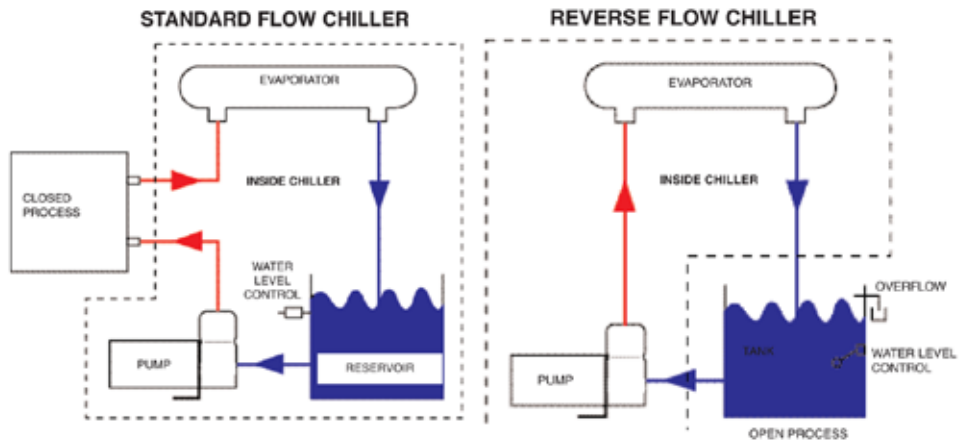 STANDARD FLOW CHILLER
EVAPORATOR
CLOSED
PROCESS
INSIDE CHILLER
WATER
LEVEL
CONTROL
PUMP
RESERVOIR
REVERSE FLOW CHILLER
EVAPORATOR
INSIDE CHILLER
OVERFLOW
TANK
WATER LEVEL
CONTROL
PUMP
OPEN PROCESS